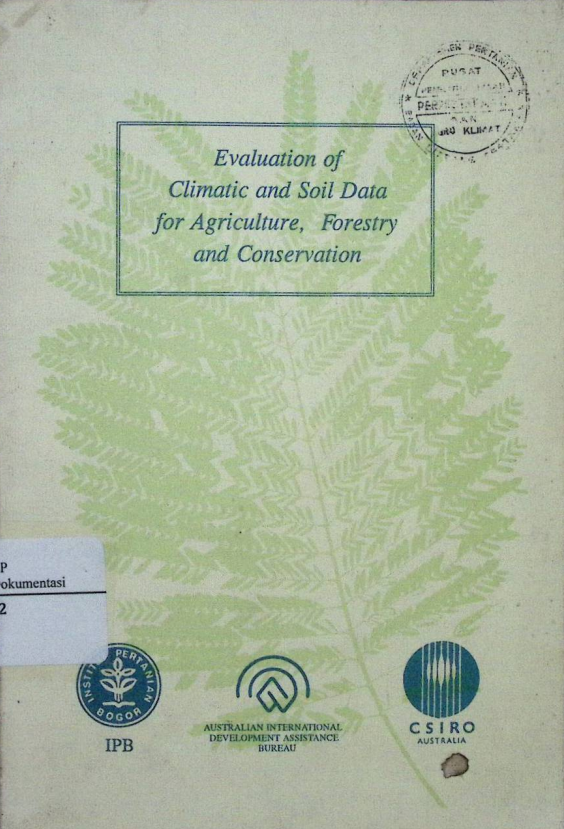 PUSAT
KLIMAT
Evaluation of
Climatic and Soil Data
for Agriculture, Forestry
and Conservation
P
okumentasi
2
PERTANIAN
BOGOR
IPB
AUSTRALIAN INTERNATIONAL
DEVELOPMENT ASSISTANCE
BUREAU
CSIRO
AUSTRALIA